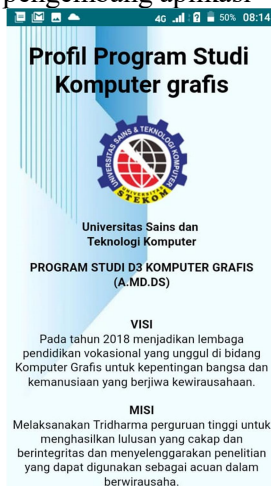 pengembang aplikasi
4G 50% 08:14
Profil Program Studi
Komputer grafis
UNIVERSITAS SAINS & TEKNOLOGI KOMPUTER
STEKOM
Universitas Sains dan
Teknologi Komputer
PROGRAM STUDI D3 KOMPUTER GRAFIS
(A.MD.DS)
VISI
Pada tahun 2018 menjadikan lembaga
pendidikan vokasional yang unggul di bidang
Komputer Grafis untuk kepentingan bangsa dan
kemanusiaan yang berjiwa kewirausahaan.
MISI
Melaksanakan Tridharma perguruan tinggi untuk
menghasilkan lulusan yang cakap dan
berintegritas dan menyelenggarakan penelitian
yang dapat digunakan sebagai acuan dalam
berwirausaha.